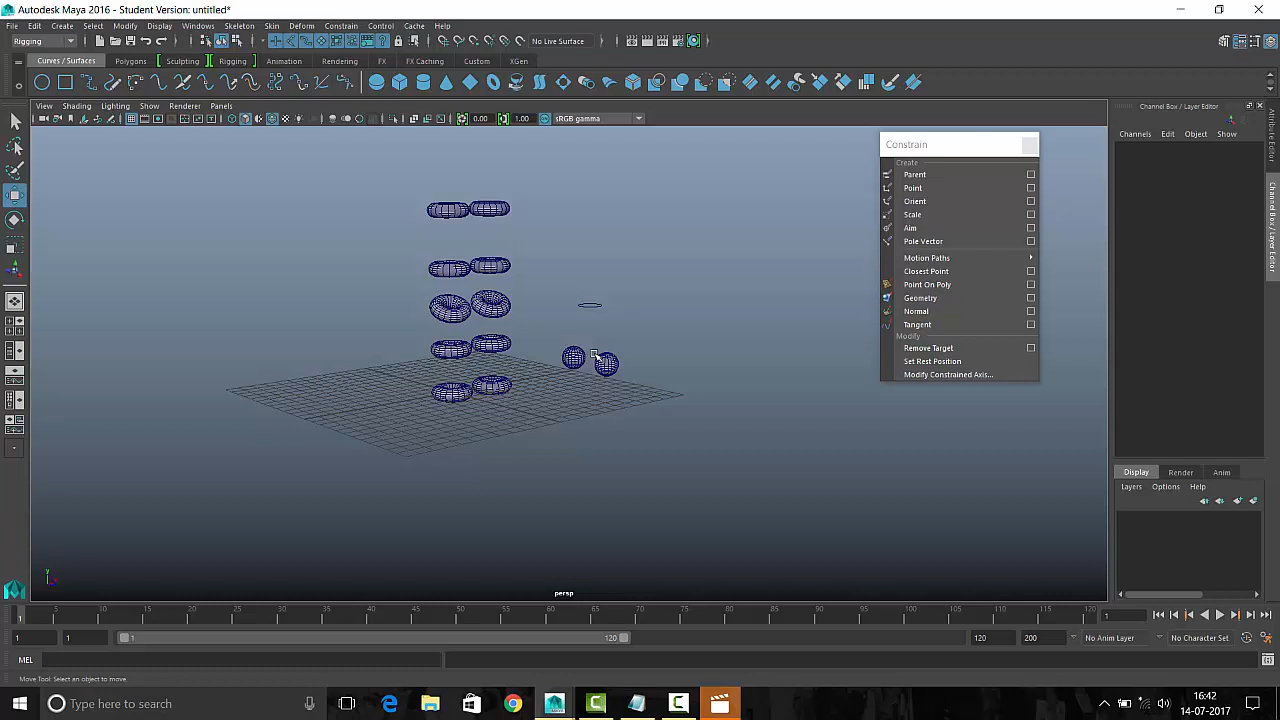 Autodesk Maya 2016 - Student Version: untitled*
File Edit Create Select Modify Display Windows Skeleton Skin Deform Constrain Control Cache Help
Rigging No Live Surface
Curves / Surfaces Polygons Sculpting Rigging Animation Rendering FX FX Caching Custom XGen
View Shading Lighting Show Renderer Panels
0.00 1.00 sRGB gamma
Channel Box / Layer Editor
Channels Edit Object Show
Attribute Editor
Channel Box / Layer Editor
Constrain
Create
Parent
Point
Orient
Scale
Aim
Pole Vector
Motion Paths
Closest Point
Point On Poly
Geometry
Normal
Tangent
Modify
Remove Target
Set Rest Position
Modify Constrained Axis...
Display Render Anim
Layers Options Help
y
persp
1 5 10 15 20 25 30 35 40 45 50 55 60 65 70 75 80 85 90 95 100 105 110 115 120 1
1 1 1 120 120 200 No Anim Layer No Character Set
MEL
Move Tool: Select an object to move.
Type here to search
16:42
14-07-2017